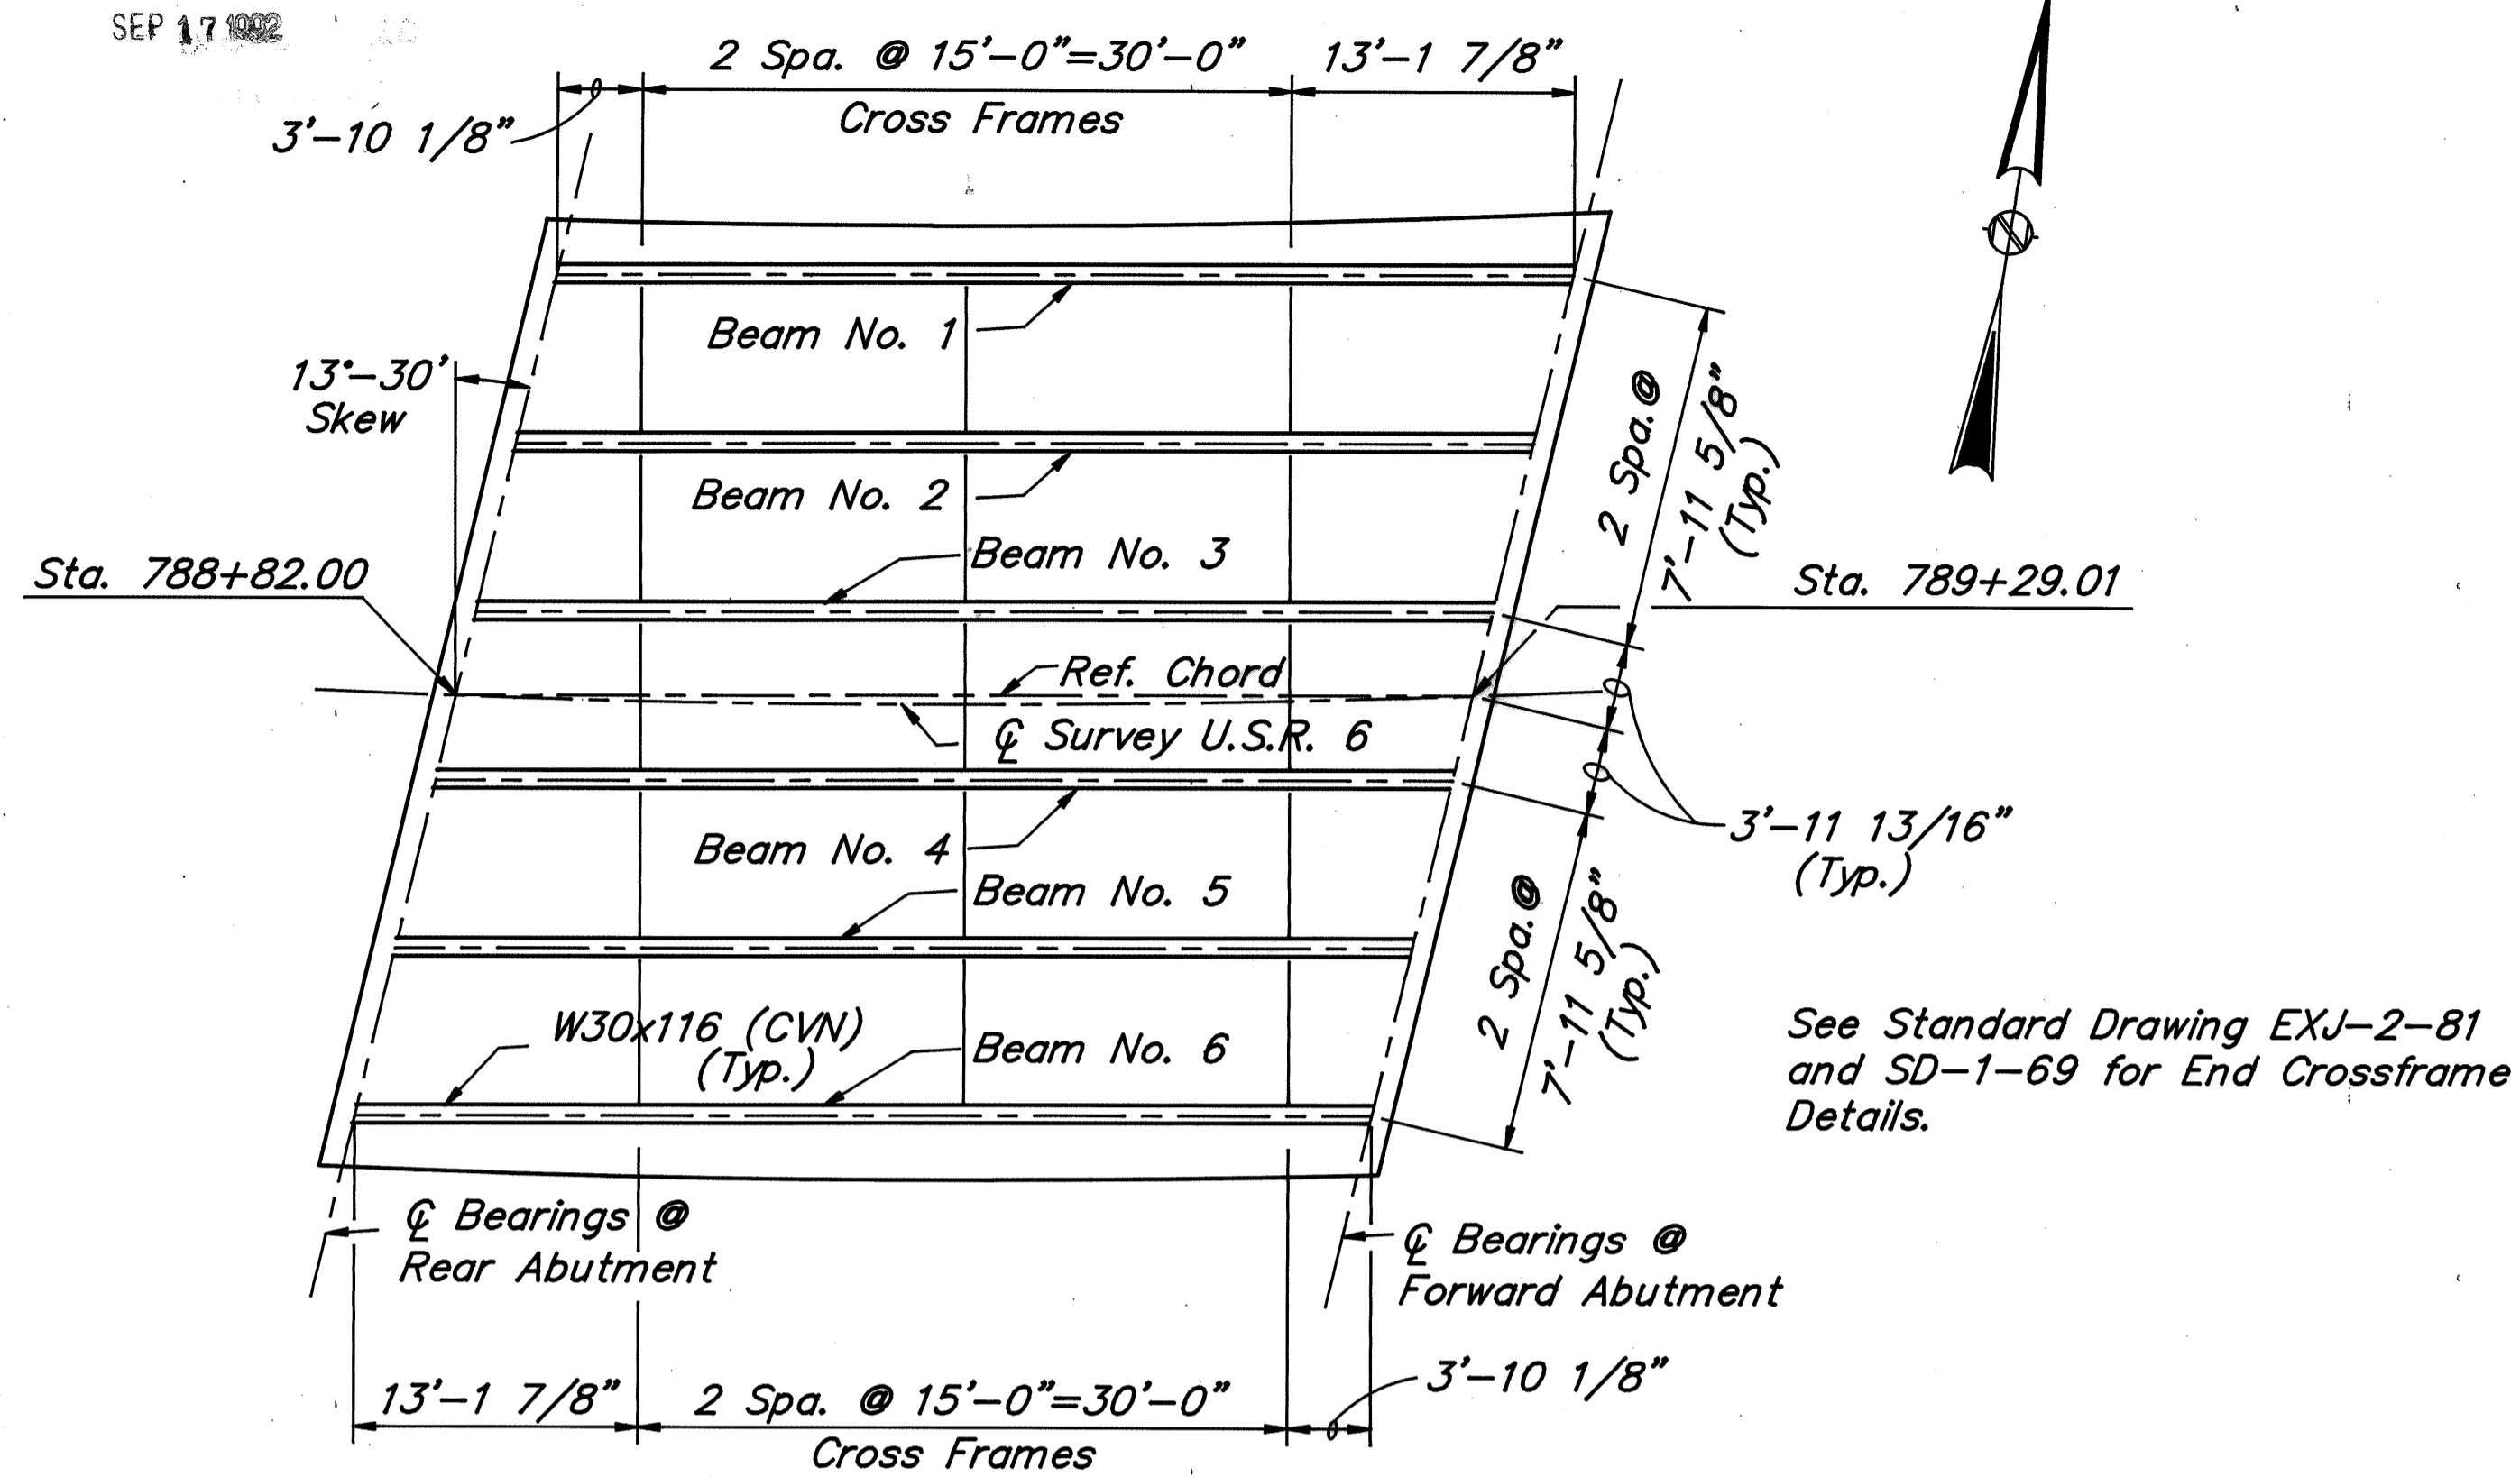 SEP 17 1992
2 Spa. @ 15'-0"=30'-0"
13'-1 7/8"
Cross Frames
3'-10 1/8"
Beam No. 1
13°-30'
Skew
2 Spa. @
7'-11 5/8"
(Typ.)
Beam No. 2
Beam No. 3
Sta. 788+82.00
Sta. 789+29.01
Ref. Chord
℄ Survey U.S.R. 6
3'-11 13/16"
(Typ.)
Beam No. 4
Beam No. 5
2 Spa. @
7'-11 5/8"
(Typ.)
W30x116 (CVN)
(Typ.)
Beam No. 6
See Standard Drawing EXJ-2-81
and SD-1-69 for End Crossframe
Details.
℄ Bearings @
Rear Abutment
℄ Bearings @
Forward Abutment
3'-10 1/8"
13'-1 7/8"
2 Spa. @ 15'-0"=30'-0"
Cross Frames